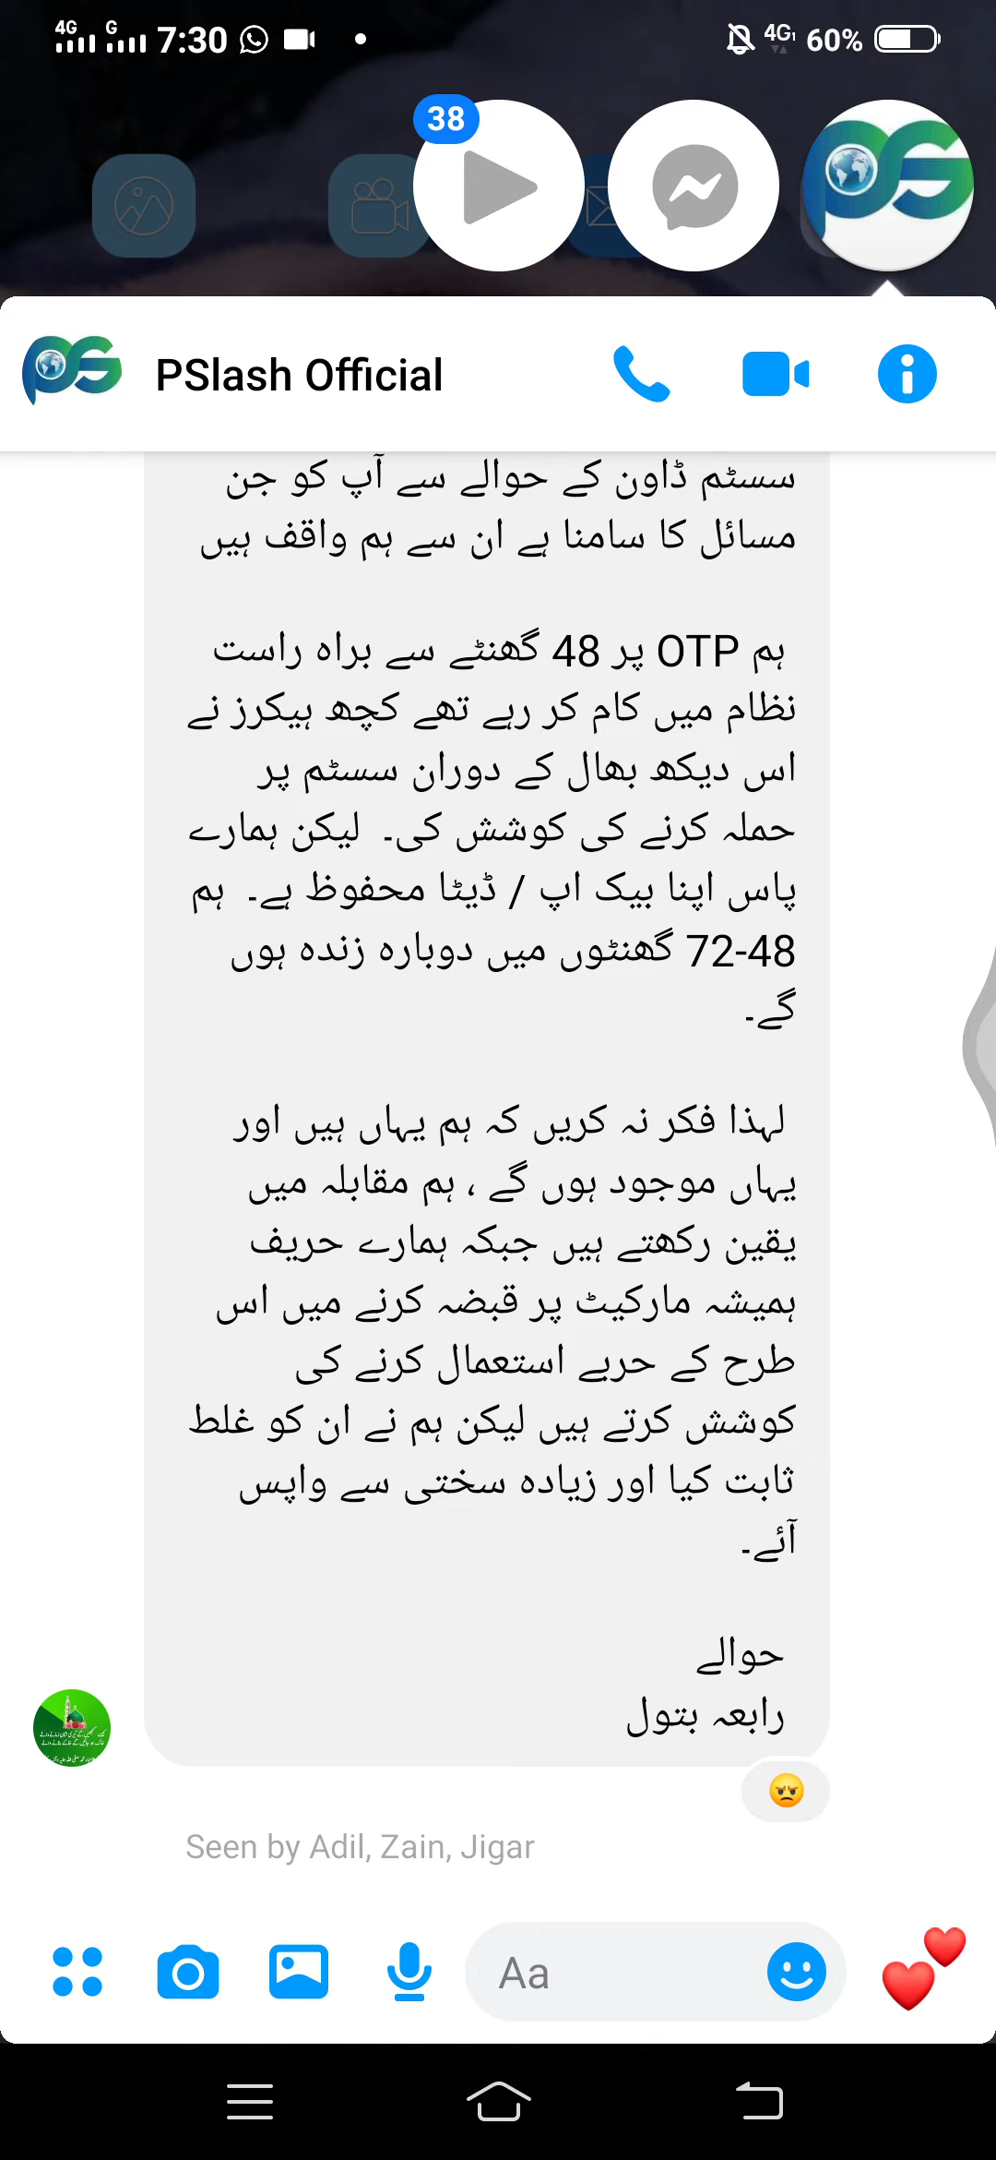 4G G 7:30 4G 60%
38
PSlash Official
سسٹم ڈاون کے حوالے سے آپ کو جن
مسائل کا سامنا ہے ان سے ہم واقف ہیں
ہم OTP پر 48 گھنٹے سے براہ راست
نظام میں کام کر رہے تھے کچھ ہیکرز نے
اس دیکھ بھال کے دوران سسٹم پر
حملہ کرنے کی کوشش کی۔ لیکن ہمارے
پاس اپنا بیک اپ / ڈیٹا محفوظ ہے۔ ہم
72-48 گھنٹوں میں دوبارہ زندہ ہوں
گے۔
لہذا فکر نہ کریں کہ ہم یہاں ہیں اور
یہاں موجود ہوں گے ، ہم مقابلہ میں
یقین رکھتے ہیں جبکہ ہمارے حریف
ہمیشہ مارکیٹ پر قبضہ کرنے میں اس
طرح کے حربے استعمال کرنے کی
کوشش کرتے ہیں لیکن ہم نے ان کو غلط
ثابت کیا اور زیادہ سختی سے واپس
آئے۔
حوالے
رابعہ بتول
Seen by Adil, Zain, Jigar
Aa